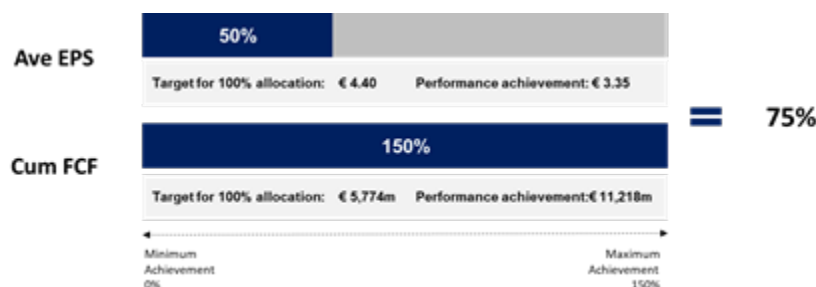 50%
Ave EPS
Target for 100% allocation: € 4.40 Performance achievement: € 3.35
= 75%
150%
Cum FCF
Target for 100% allocation: € 5,774m Performance achievement:€ 11,218m
Minimum Maximum
Achievement Achievement
0% 150%